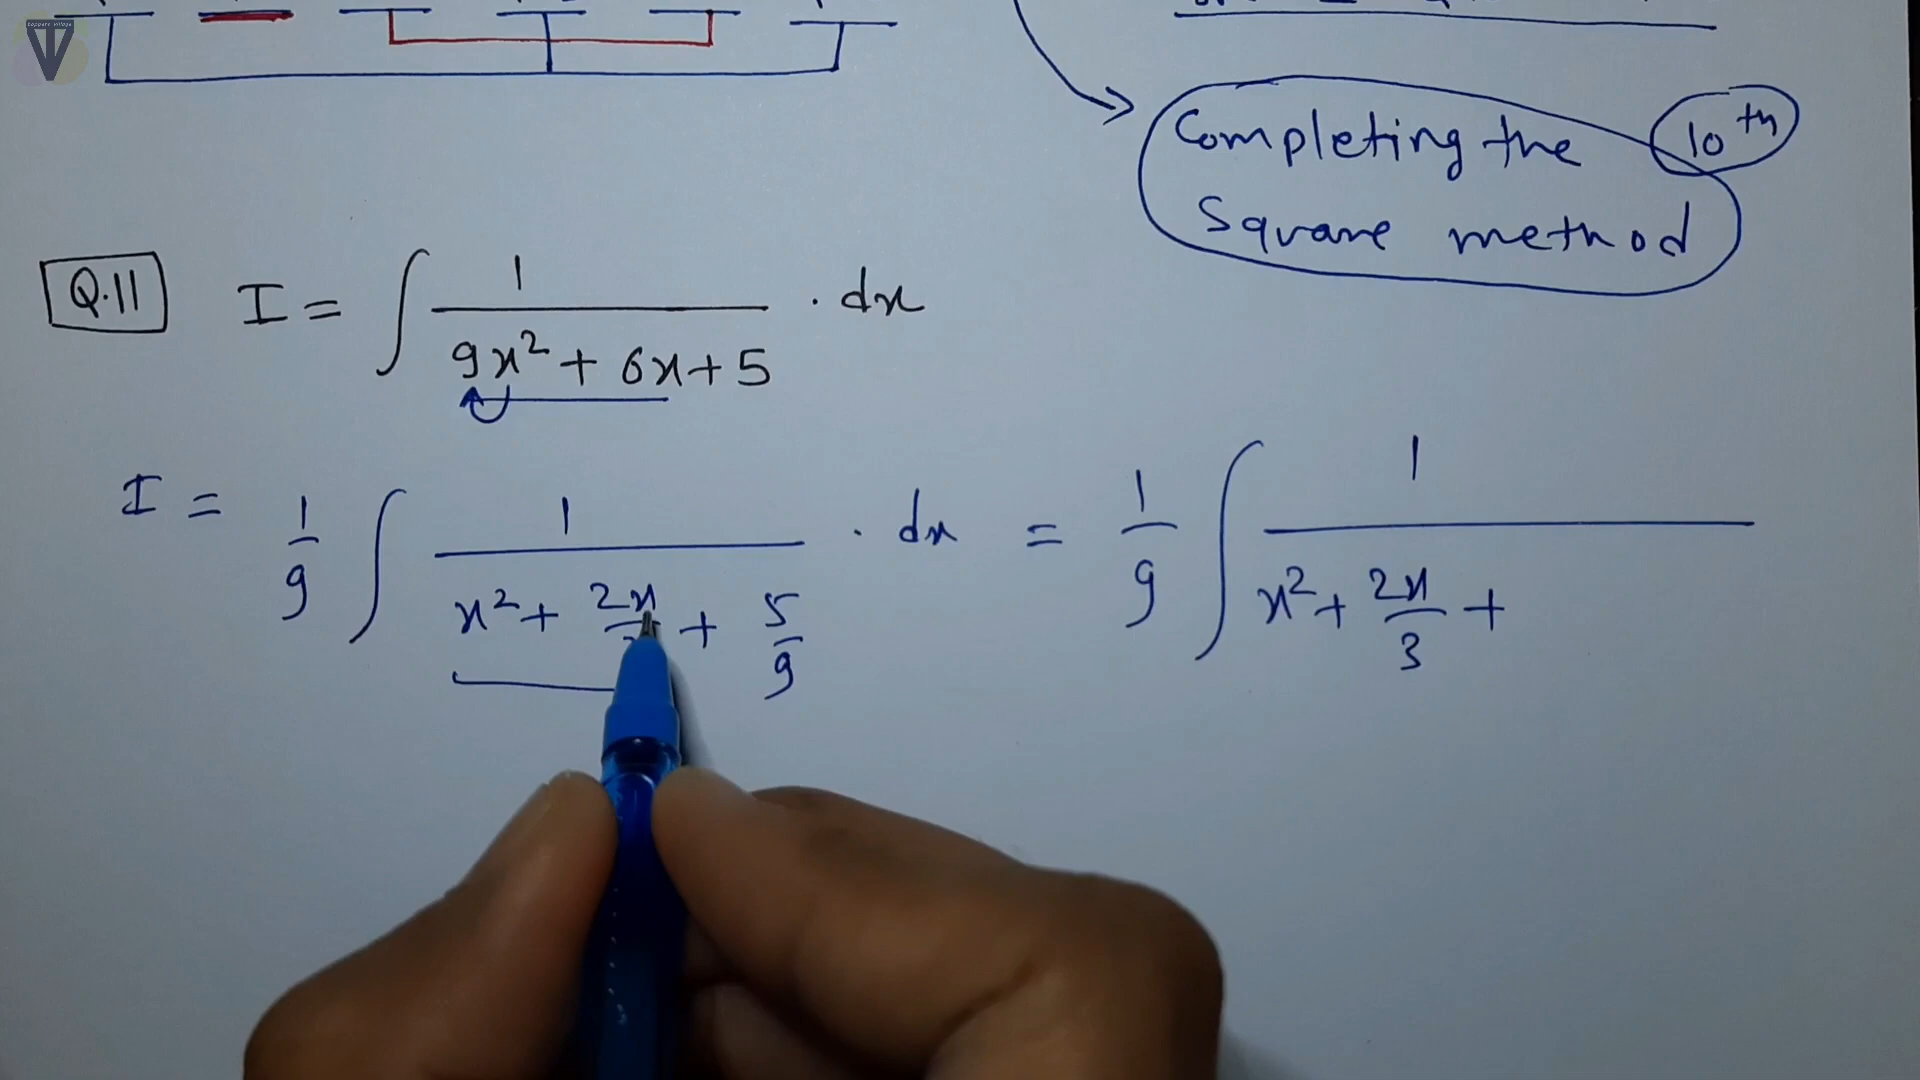 Completing the 10th
Square method
Q.11 I = ∫ 1 / (9x² + 6x + 5) . dx
I = 1/9 ∫ 1 / (x² + 2x/ + 5/9) . dx = 1/9 ∫ 1 / (x² + 2x/3 +